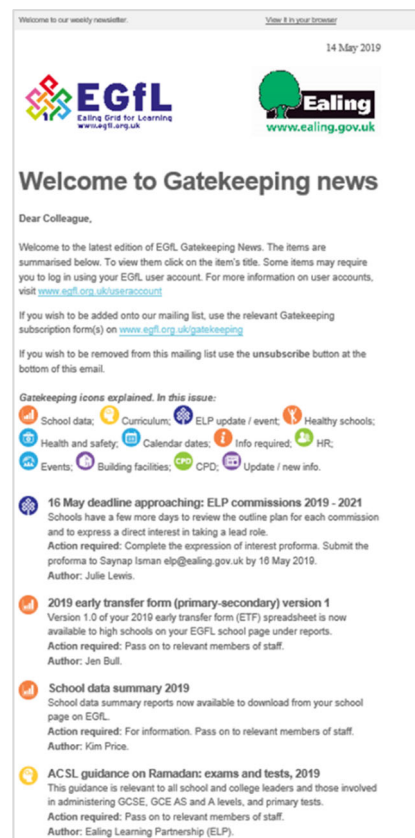 Welcome to our weekly newsletter.
View it in your browser
14 May 2019
EGfL
Ealing Grid for Learning
www.egfl.org.uk
Ealing
www.ealing.gov.uk
Welcome to Gatekeeping news
Dear Colleague,
Welcome to the latest edition of EGfL Gatekeeping News. The items are
summarised below. To view them click on the item's title. Some items may require
you to log in using your EGfL user account. For more information on user accounts,
visit www.egfl.org.uk/useraccount
If you wish to be added onto our mailing list, use the relevant Gatekeeping
subscription form(s) on www.egfl.org.uk/gatekeeping
If you wish to be removed from this mailing list use the unsubscribe button at the
bottom of this email.
Gatekeeping icons explained. In this issue:
School data; Curriculum; ELP update / event; Healthy schools;
Health and safety; Calendar dates; Info required; HR;
Events; Building facilities; CPD CPD; Update / new info.
16 May deadline approaching: ELP commissions 2019 - 2021
Schools have a few more days to review the outline plan for each commission
and to express a direct interest in taking a lead role.
Action required: Complete the expression of interest proforma. Submit the
proforma to Saynap Isman elp@ealing.gov.uk by 16 May 2019.
Author: Julie Lewis.
2019 early transfer form (primary-secondary) version 1
Version 1.0 of your 2019 early transfer form (ETF) spreadsheet is now
available to high schools on your EGFL school page under reports.
Action required: Pass on to relevant members of staff.
Author: Jen Bull.
School data summary 2019
School data summary reports now available to download from your school
page on EGfL.
Action required: For information. Pass on to relevant members of staff.
Author: Kim Price.
ACSL guidance on Ramadan: exams and tests, 2019
This guidance is relevant to all school and college leaders and those involved
in administering GCSE, GCE AS and A levels, and primary tests.
Action required: Pass on to relevant members of staff.
Author: Ealing Learning Partnership (ELP).